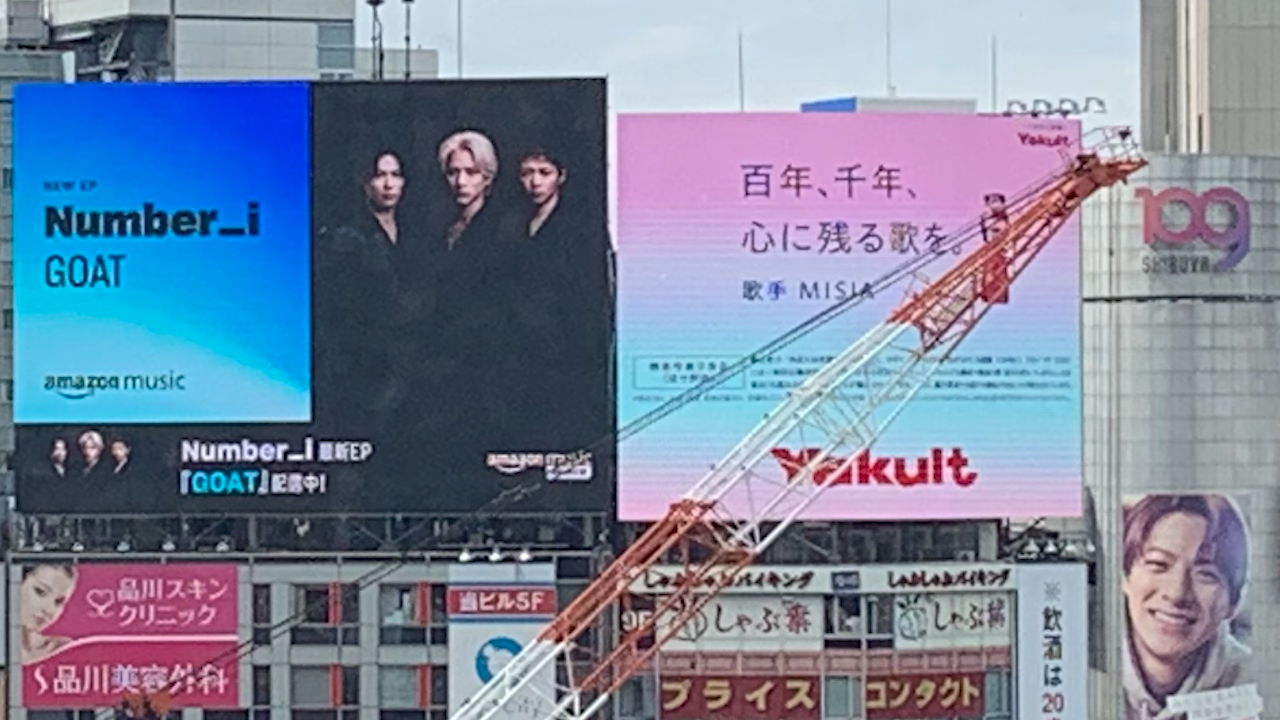 NEW EP
Number_i
GOAT
amazon music
Number_i 最新EP
『GOAT』配信中!
amazon music
Yakult
百年、千年、
心に残る歌を。
歌手 MISIA
Yakult
109
SHIBUYA
品川スキン
クリニック
品川美容外科
当ビル5F
しゃぶしゃぶバイキング
しゃぶしゃぶバイキング
しゃぶ葉
しゃぶ葉
プライス
コンタクト
※飲酒は20